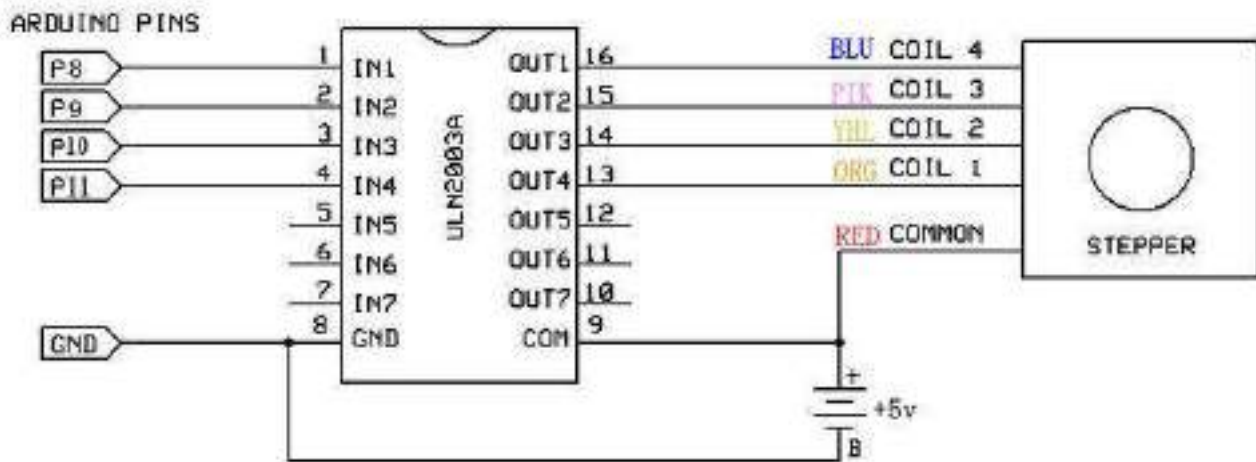 ARDUINO PINS
P8 1 IN1 OUT1 16 BLU COIL 4
P9 2 IN2 OUT2 15 PIK COIL 3
P10 3 IN3 OUT3 14 YHL COIL 2
P11 4 IN4 OUT4 13 ORG COIL 1
5 IN5 OUT5 12
6 IN6 OUT6 11
7 IN7 OUT7 10
GND 8 GND COM 9
ULN2003A
RED COMMON
STEPPER
+
+5v
B